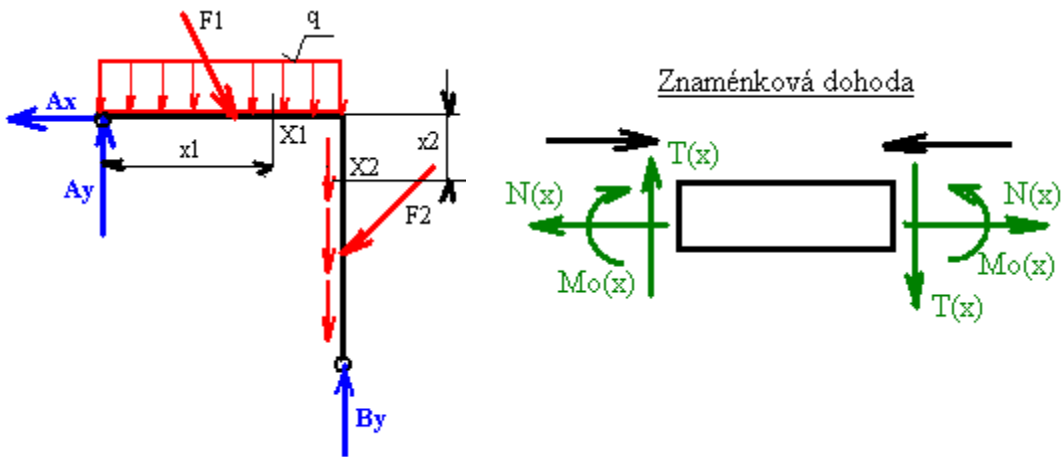 F1
q
Ax
x1
X1
x2
X2
Ay
F2
By
Znaménková dohoda
T(x)
N(x)
N(x)
Mo(x)
Mo(x)
T(x)